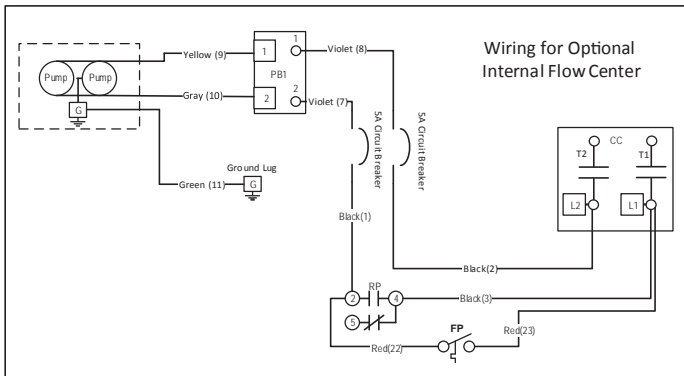 Wiring for Optional
Internal Flow Center
Pump
Pump
G
Yellow (9)
Gray (10)
Green (11)
Ground Lug
G
1
2
PB1
1
2
Violet (8)
Violet (7)
5A Circuit Breaker
5A Circuit Breaker
CC
T2
T1
L2
L1
Black(1)
Black(2)
RP
2
4
5
Black(3)
FP
Red(22)
Red(23)